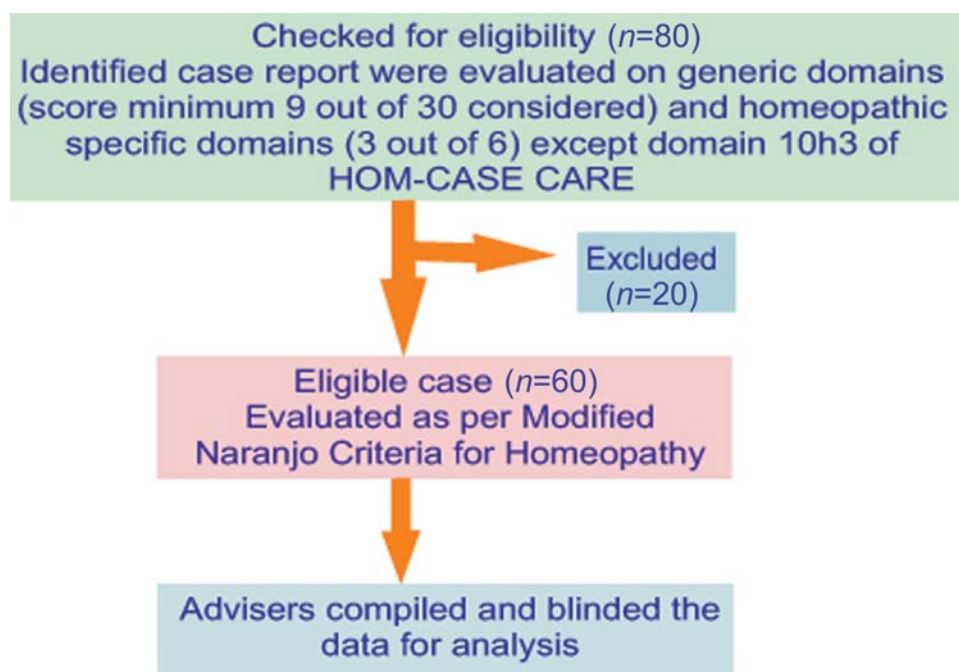 Checked for eligibility (n=80)
Identified case report were evaluated on generic domains
(score minimum 9 out of 30 considered) and homeopathic
specific domains (3 out of 6) except domain 10h3 of
HOM-CASE CARE
Excluded
(n=20)
Eligible case (n=60)
Evaluated as per Modified
Naranjo Criteria for Homeopathy
Advisers compiled and blinded the
data for analysis